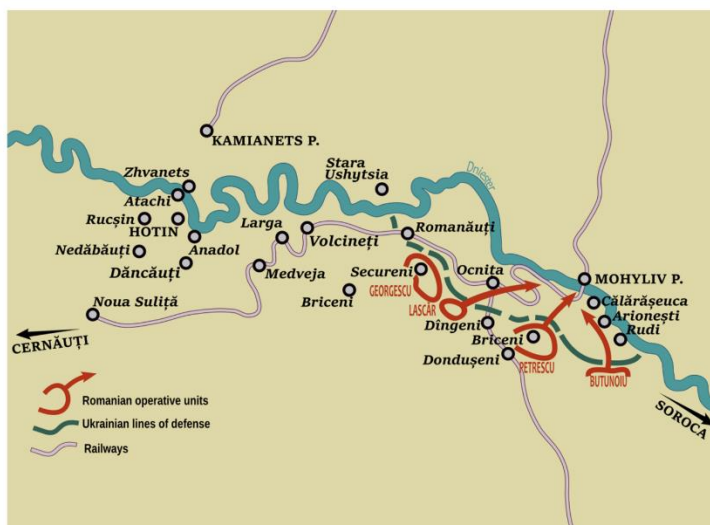 KAMIANETS P.
Zhvanets
Atachi
Rucșin
HOTIN
Nedăbăuți
Anadol
Dăncăuți
Noua Suliță
CERNĂUȚI
Larga
Medveja
Volcineți
Stara
Ushytsia
Dniester
Romanăuți
Briceni
Secureni
GEORGESCU
LASCĂR
Ocnița
MOHYLIV P.
Călărășeuca
Arionești
Rudi
Dîngeni
Briceni
PETRESCU
Dondușeni
BUTUNOIU
SOROCA
Romanian operative units
Ukrainian lines of defense
Railways